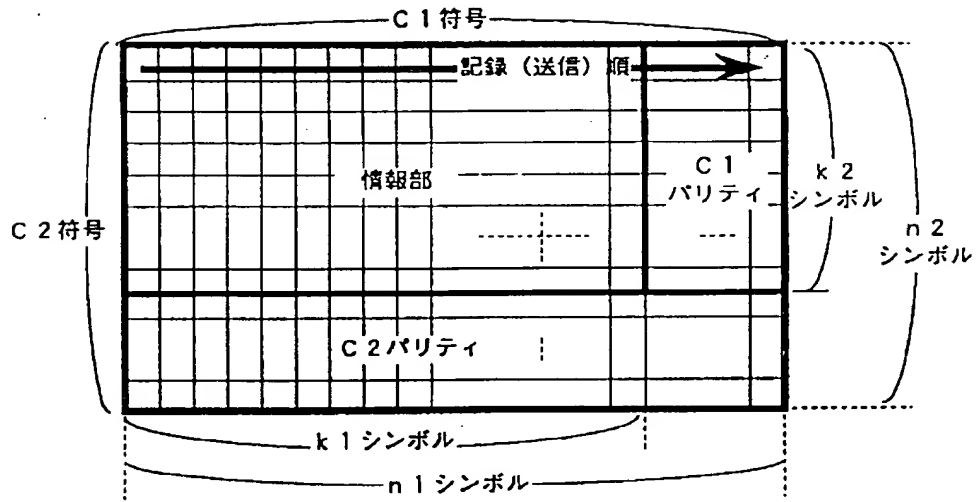 C1符号
記録（送信）順
情報部
C1
パリティ
k2
シンボル
C2符号
n2
シンボル
C2パリティ
k1シンボル
n1シンボル